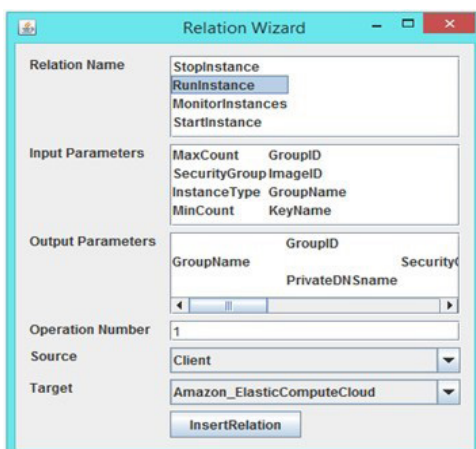 Relation Wizard
Relation Name
StopInstance
RunInstance
MonitorInstances
StartInstance
Input Parameters
MaxCount GroupID
SecurityGroup ImageID
InstanceType GroupName
MinCount KeyName
Output Parameters
GroupID
GroupName Security
PrivateDNSname
Operation Number 1
Source Client
Target Amazon_ElasticComputeCloud
InsertRelation